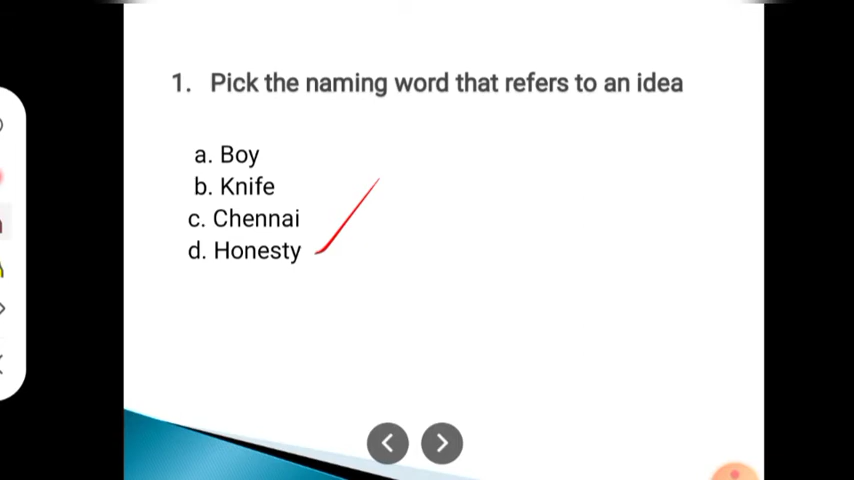 1. Pick the naming word that refers to an idea
a. Boy
b. Knife
c. Chennai
d. Honesty